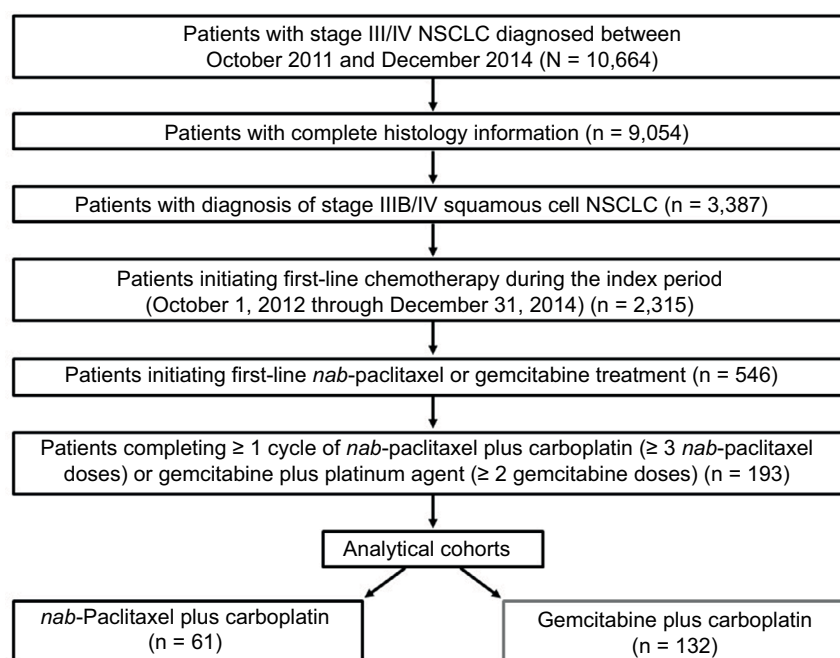 Patients with stage III/IV NSCLC diagnosed between
October 2011 and December 2014 (N = 10,664)
Patients with complete histology information (n = 9,054)
Patients with diagnosis of stage IIIB/IV squamous cell NSCLC (n = 3,387)
Patients initiating first-line chemotherapy during the index period
(October 1, 2012 through December 31, 2014) (n = 2,315)
Patients initiating first-line nab-paclitaxel or gemcitabine treatment (n = 546)
Patients completing ≥ 1 cycle of nab-paclitaxel plus carboplatin (≥ 3 nab-paclitaxel
doses) or gemcitabine plus platinum agent (≥ 2 gemcitabine doses) (n = 193)
Analytical cohorts
nab-Paclitaxel plus carboplatin
(n = 61)
Gemcitabine plus carboplatin
(n = 132)